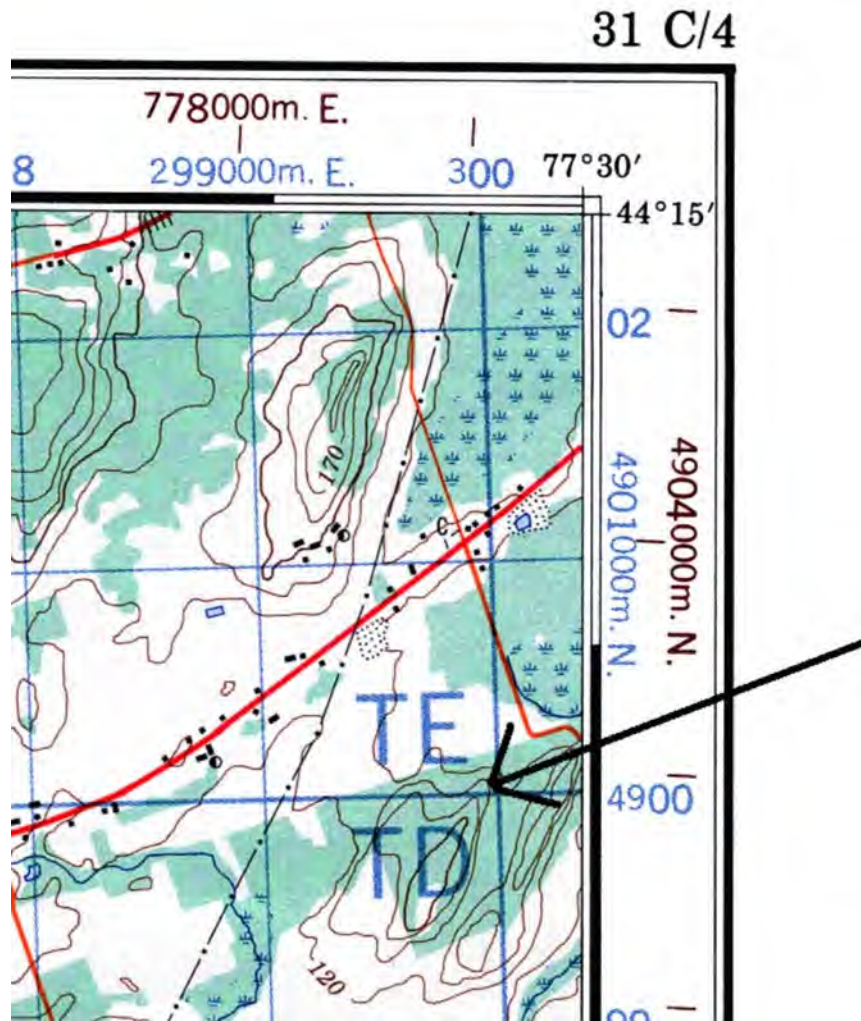 31 C/4
778000m. E.
8 299000m. E. 300 77°30′
44°15′
02
170
4901000m. N.
4904000m. N.
TE
4900
TD
120